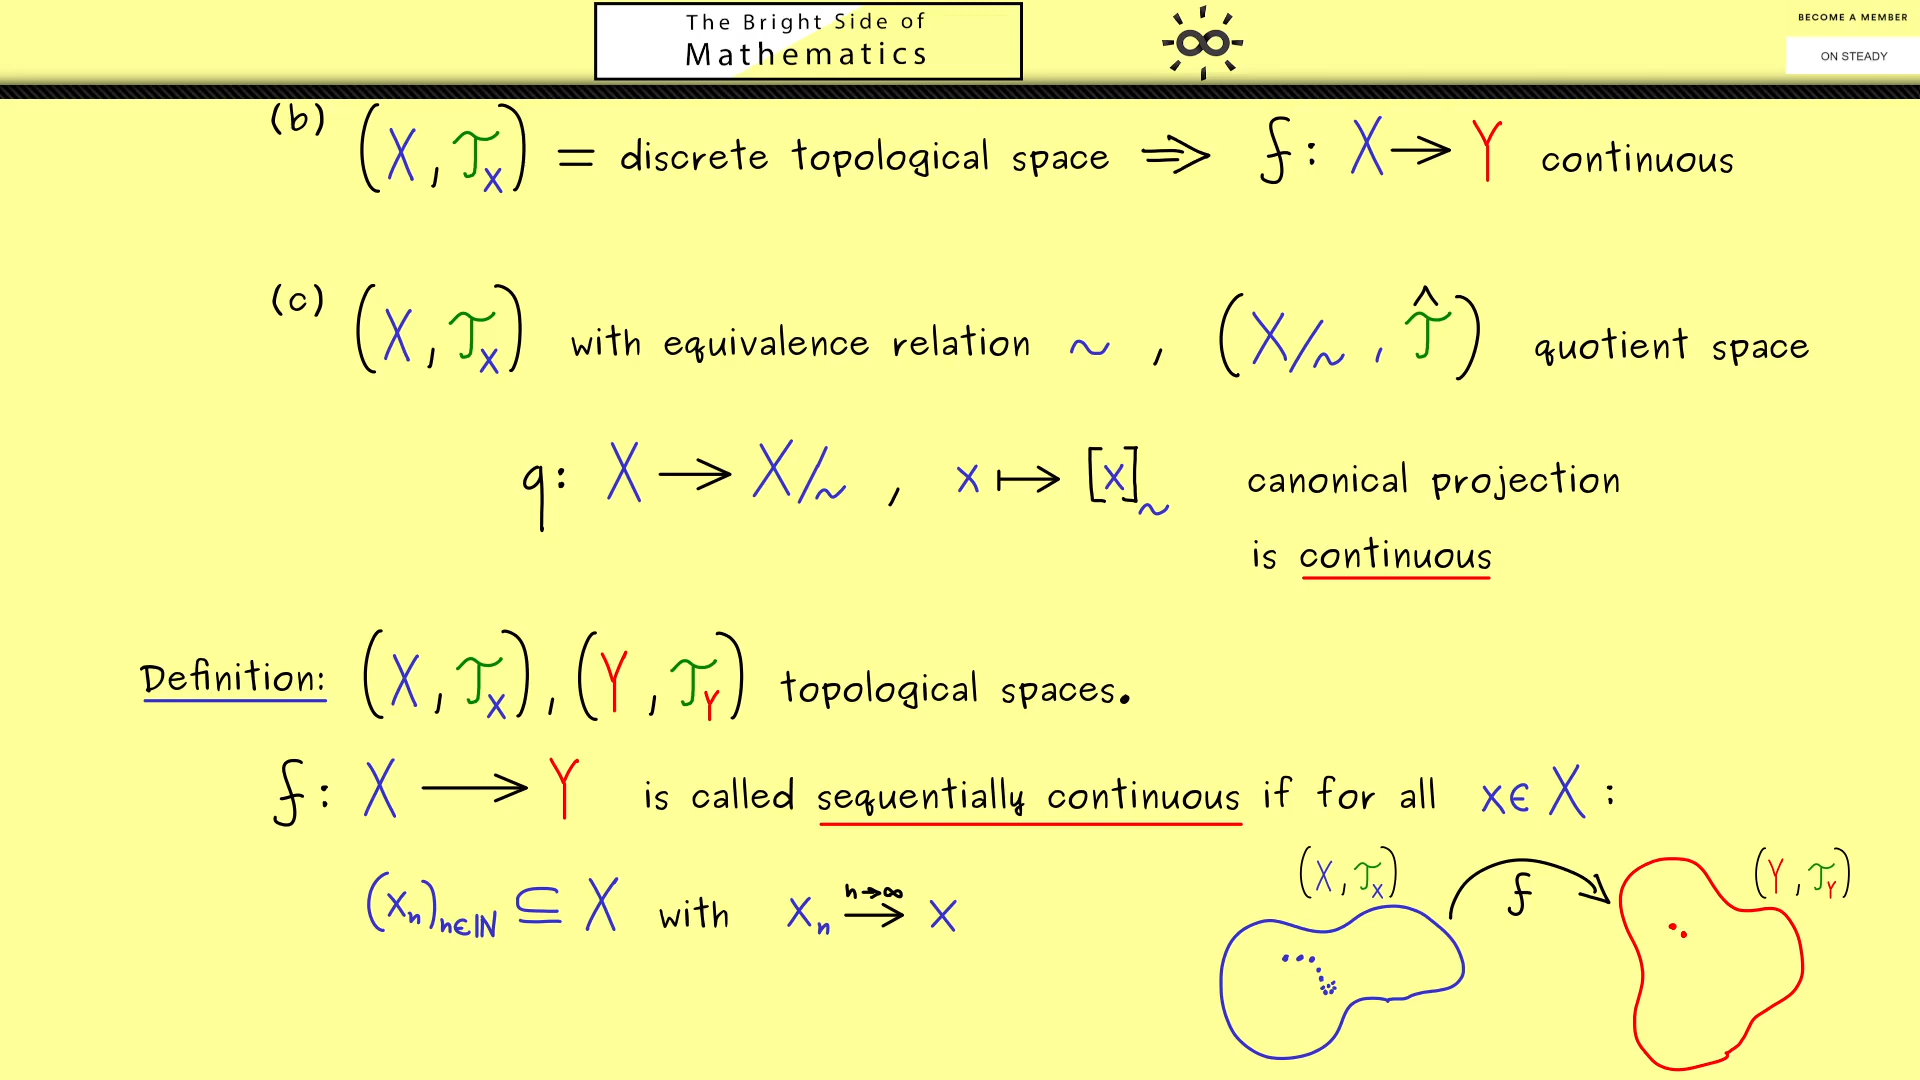 The Bright Side of
Mathematics
BECOME A MEMBER
ON STEADY
(b) (X, 𝒯_X) = discrete topological space ⟹ f: X → Y continuous
(c) (X, 𝒯_X) with equivalence relation ~ , (X/~, 𝒯̂) quotient space
q: X → X/~ , x ↦ [x]_~ canonical projection
is continuous
Definition: (X, 𝒯_X), (Y, 𝒯_Y) topological spaces.
f: X → Y is called sequentially continuous if for all x∈X :
(x_n)_{n∈ℕ} ⊆ X with x_n →^{n→∞} x
(X, 𝒯_X) f (Y, 𝒯_Y)